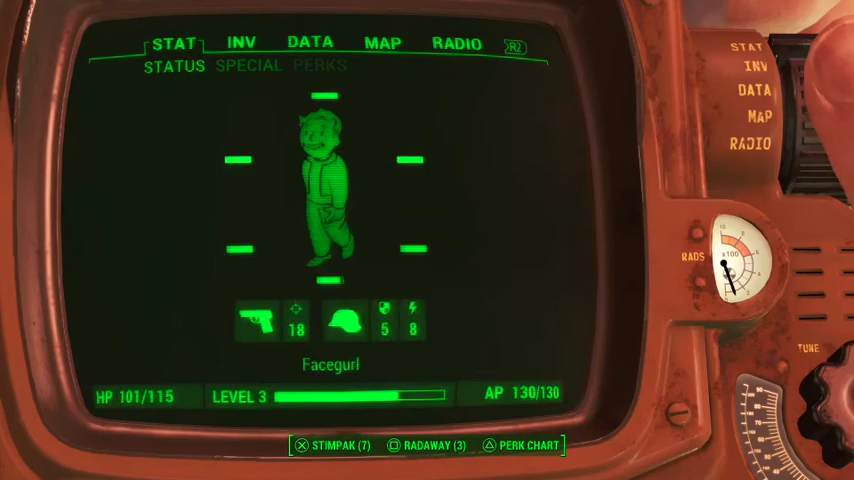 STAT INV DATA MAP RADIO R2
STATUS SPECIAL PERKS
18 5 8
Facegurl
HP 101/115 LEVEL 3 AP 130/130
STIMPAK (7) RADAWAY (3) PERK CHART
STAT
INV
DATA
MAP
RADIO
RADS
x100
TUNE